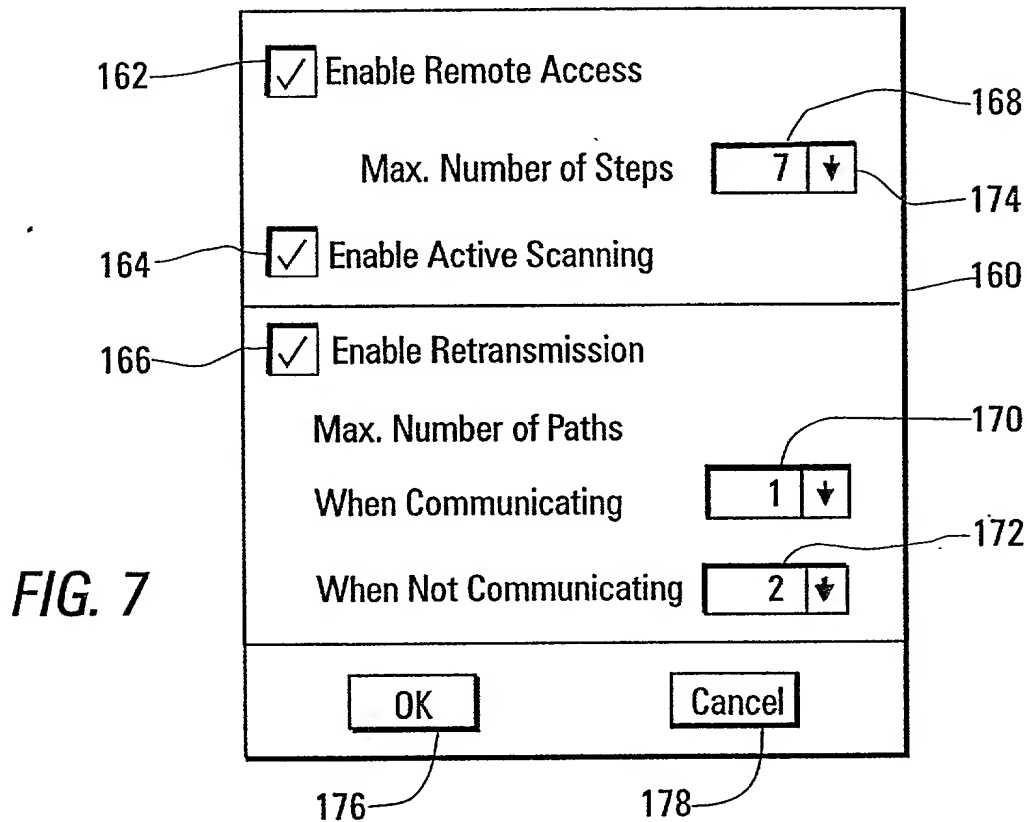 162
Enable Remote Access
168
Max. Number of Steps 7
174
164
Enable Active Scanning
160
166
Enable Retransmission
Max. Number of Paths
170
When Communicating 1
172
When Not Communicating 2
FIG. 7
OK Cancel
176 178